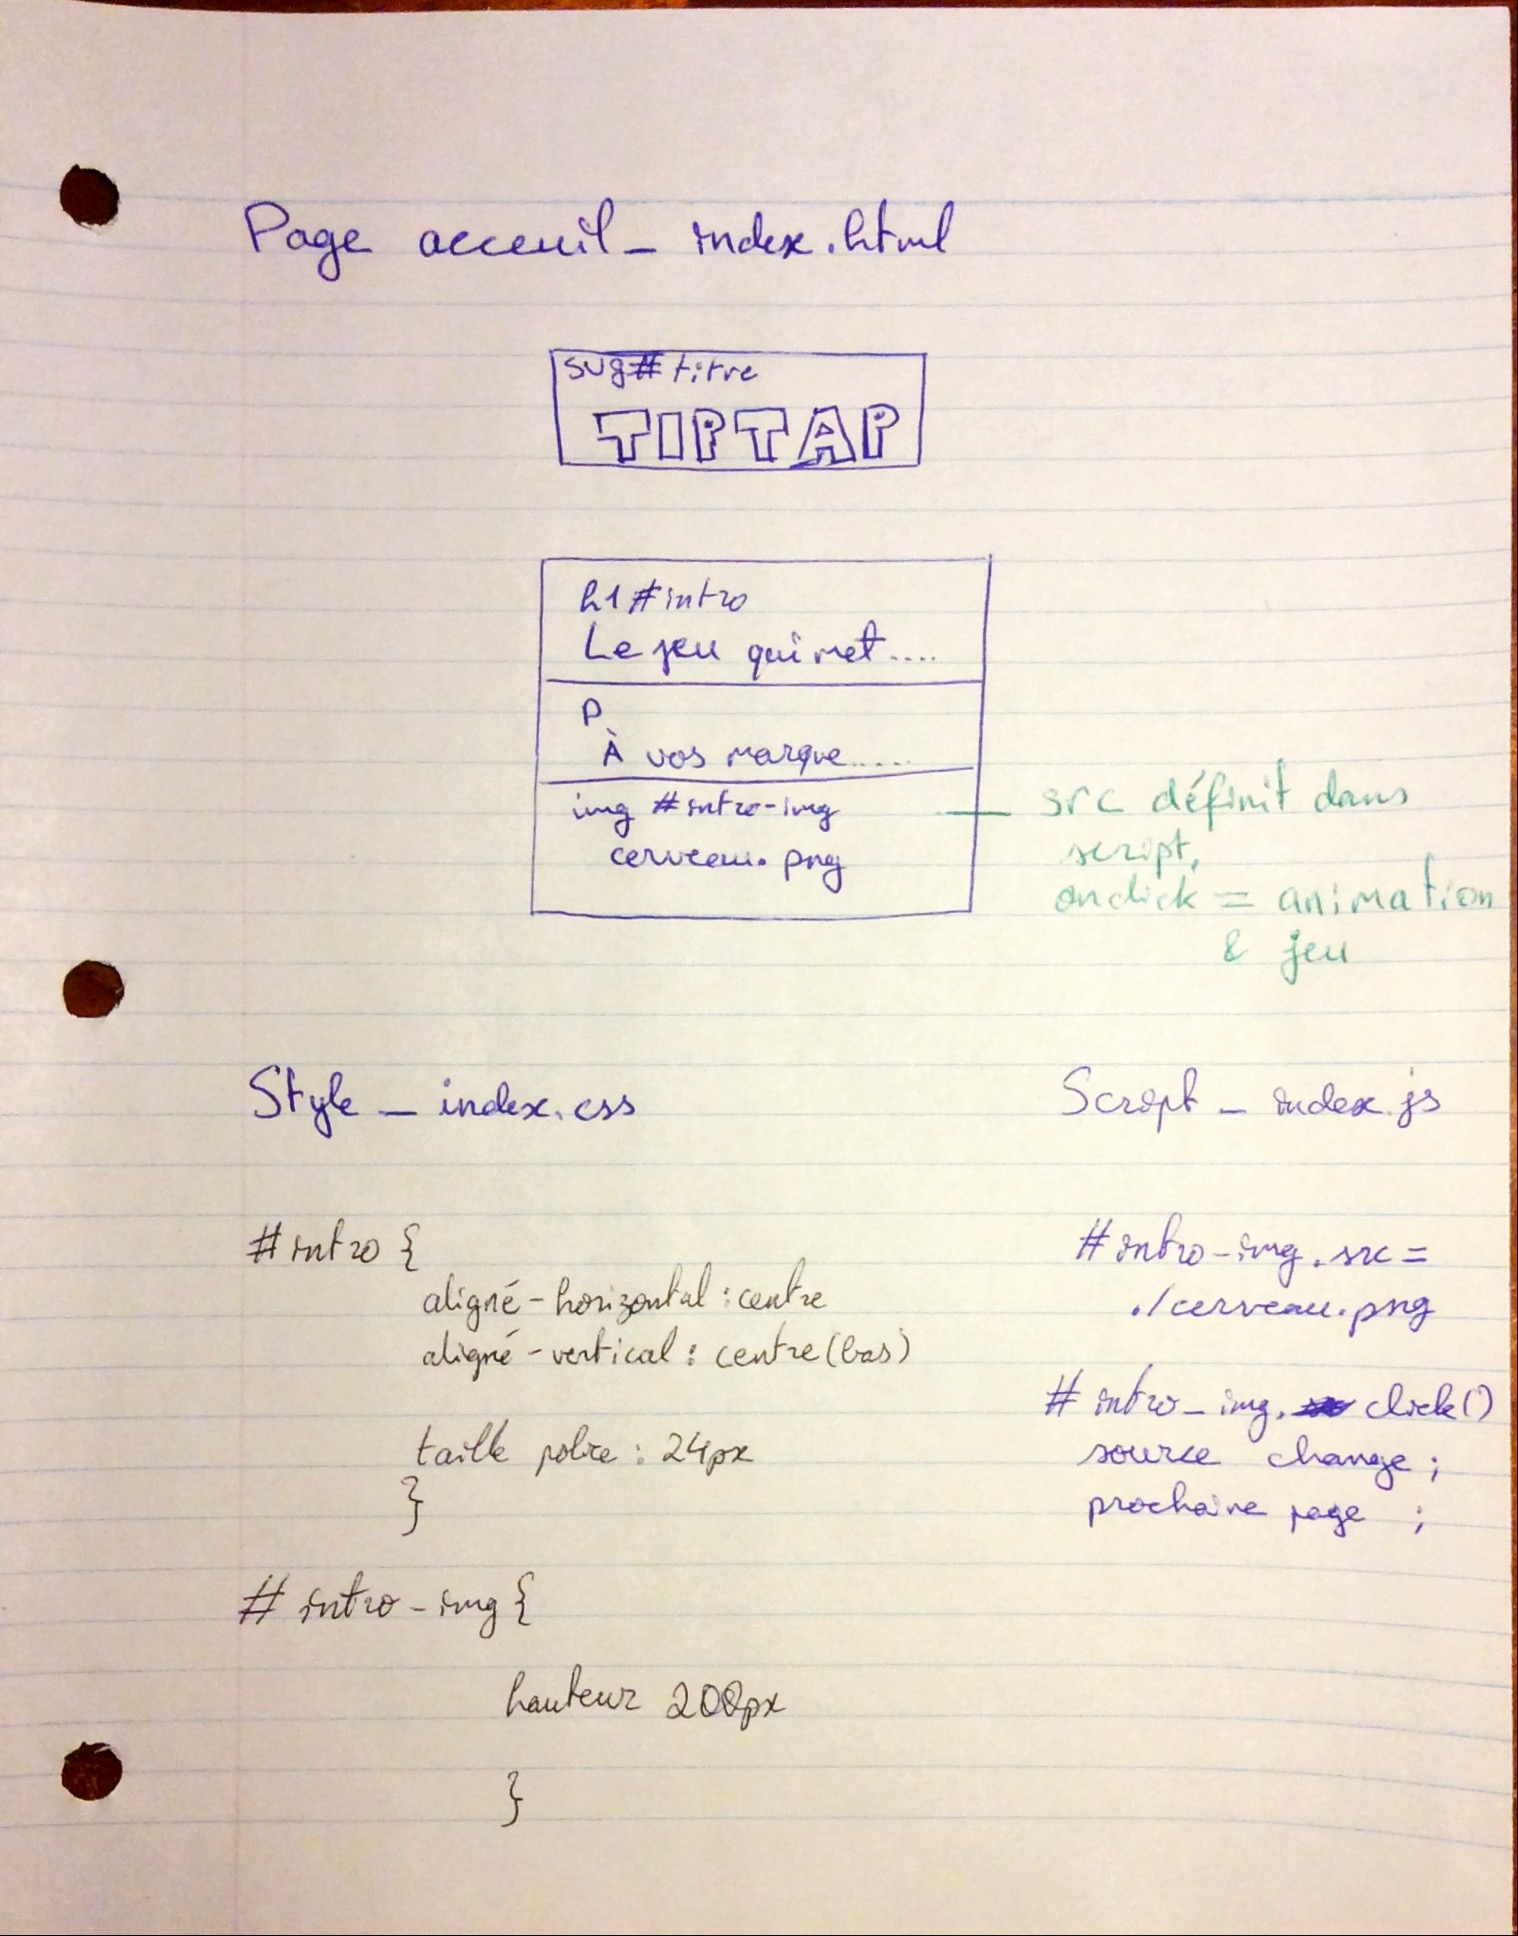 Page acceuil_ index.html
svg#titre
TIPTAP
h1#intro
Le jeu qui met....
P
À vos marque......
img #intro-img
cerveau.png
src définit dans
script,
onclick = animation
& jeu
Style _ index.css
#intro {
aligné-horizontal : centre
aligné-vertical : centre(bas)
taille police : 24px
}
# intro-img {
hauteur 200px
}
Script _ index.js
#intro-img.src =
./cerveau.png
# intro_img. click()
source change ;
prochaine page ;